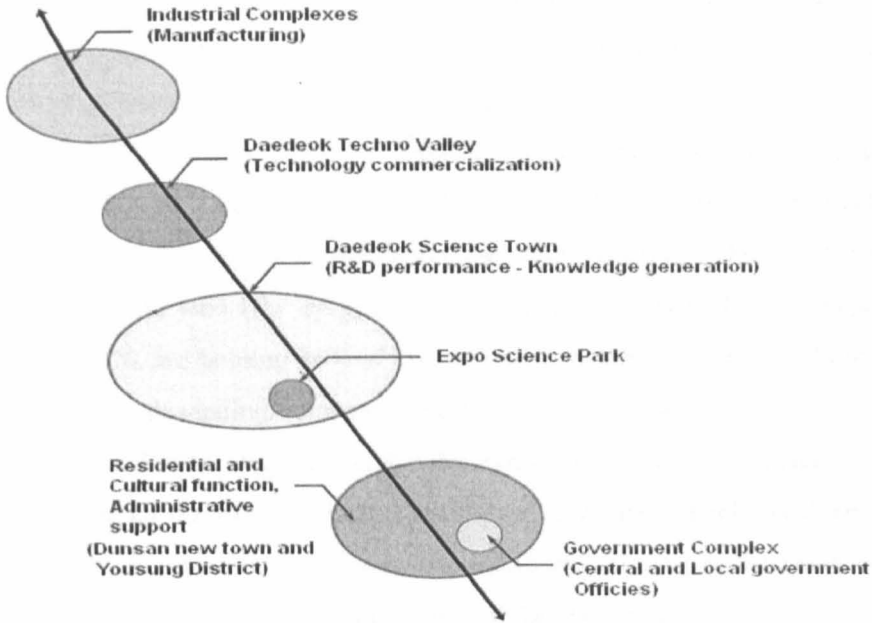 Industrial Complexes
(Manufacturing)
Daedeok Techno Valley
(Technology commercialization)
Daedeok Science Town
(R&D performance - Knowledge generation)
Expo Science Park
Residential and
Cultural function,
Administrative
support
(Dunsan new town and
Yousung District)
Government Complex
(Central and Local government
Officies)